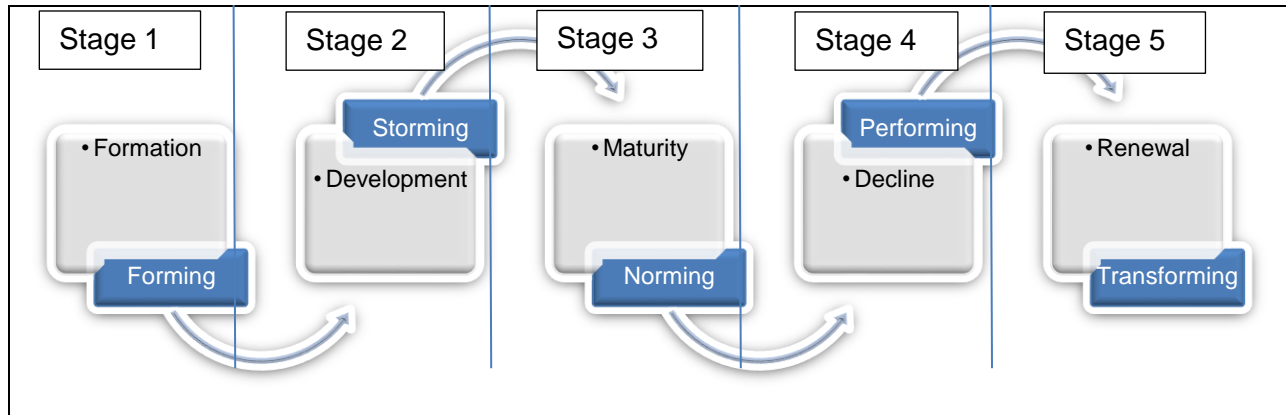 Stage 1
Stage 2
Stage 3
Stage 4
Stage 5
• Formation
Forming
Storming
• Development
• Maturity
Norming
Performing
• Decline
• Renewal
Transforming